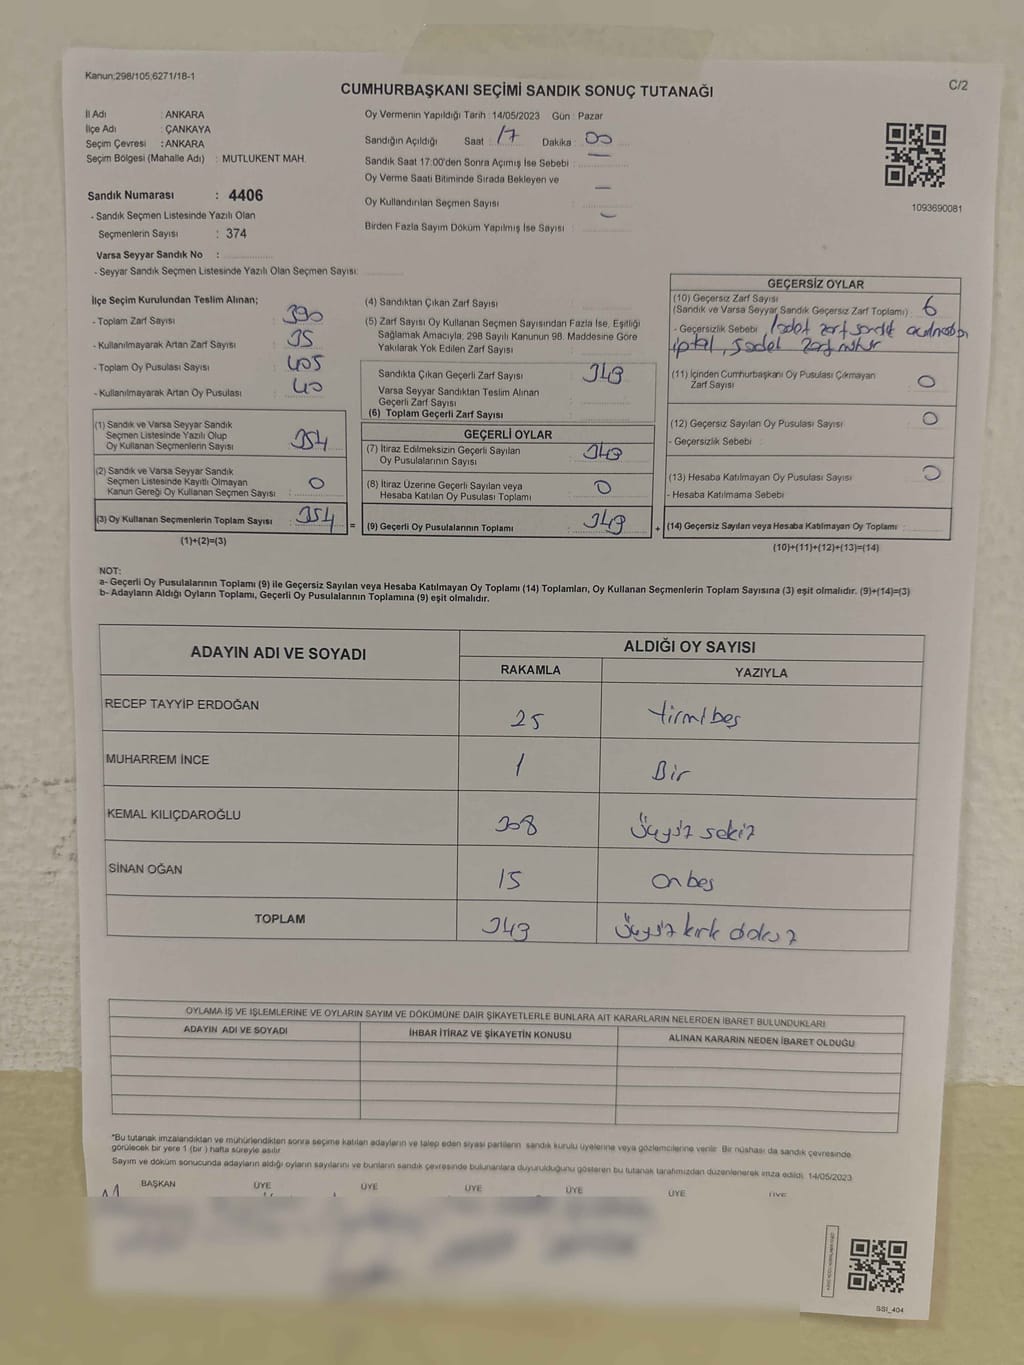 Kanun;298/105;6271/18-1
C/2
CUMHURBAŞKANI SEÇİMİ SANDIK SONUÇ TUTANAĞI
İl Adı : ANKARA
İlçe Adı : ÇANKAYA
Seçim Çevresi : ANKARA
Seçim Bölgesi (Mahalle Adı) : MUTLUKENT MAH.
Sandık Numarası : 4406
- Sandık Seçmen Listesinde Yazılı Olan
Seçmenlerin Sayısı : 374
Varsa Seyyar Sandık No :
- Seyyar Sandık Seçmen Listesinde Yazılı Olan Seçmen Sayısı:
Oy Vermenin Yapıldığı Tarih : 14/05/2023 Gün : Pazar
Sandığın Açıldığı Saat : 17 Dakika : 00
Sandık Saat 17:00'den Sonra Açımış İse Sebebi : —
Oy Verme Saati Bitiminde Sırada Bekleyen ve
Oy Kullandırılan Seçmen Sayısı : —
Birden Fazla Sayım Döküm Yapılmış İse Sayısı : —
1093690081
İlçe Seçim Kurulundan Teslim Alınan;
- Toplam Zarf Sayısı : 390
- Kullanılmayarak Artan Zarf Sayısı : 35
- Toplam Oy Pusulası Sayısı : 405
- Kullanılmayarak Artan Oy Pusulası : 40
(1) Sandık ve Varsa Seyyar Sandık
Seçmen Listesinde Yazılı Olup
Oy Kullanan Seçmenlerin Sayısı : 354
(2) Sandık ve Varsa Seyyar Sandık
Seçmen Listesinde Kayıtlı Olmayan
Kanun Gereği Oy Kullanan Seçmen Sayısı : 0
(3) Oy Kullanan Seçmenlerin Toplam Sayısı : 354
(1)+(2)=(3)
=
(4) Sandıktan Çıkan Zarf Sayısı
(5) Zarf Sayısı Oy Kullanan Seçmen Sayısından Fazla İse, Eşitliği
Sağlamak Amacıyla, 298 Sayılı Kanunun 98. Maddesine Göre
Yakılarak Yok Edilen Zarf Sayısı :
Sandıkta Çıkan Geçerli Zarf Sayısı : 349
Varsa Seyyar Sandıktan Teslim Alınan
Geçerli Zarf Sayısı
(6) Toplam Geçerli Zarf Sayısı :
GEÇERLİ OYLAR
(7) İtiraz Edilmeksizin Geçerli Sayılan
Oy Pusulalarının Sayısı : 349
(8) İtiraz Üzerine Geçerli Sayılan veya
Hesaba Katılan Oy Pusulası Toplamı : 0
(9) Geçerli Oy Pusulalarının Toplamı : 349
+
GEÇERSİZ OYLAR
(10) Geçersiz Zarf Sayısı
(Sandık ve Varsa Seyyar Sandık Geçersiz Zarf Toplamı) : 6
- Geçersizlik Sebebi : 1 adet zarf sandık
iptal, 5 adet
(11) İçinden Cumhurbaşkanı Oy Pusulası Çıkmayan
Zarf Sayısı : 0
(12) Geçersiz Sayılan Oy Pusulası Sayısı : 0
- Geçersizlik Sebebi :
(13) Hesaba Katılmayan Oy Pusulası Sayısı : 0
- Hesaba Katılmama Sebebi
(14) Geçersiz Sayılan veya Hesaba Katılmayan Oy Toplamı :
(10)+(11)+(12)+(13)=(14)
NOT:
a- Geçerli Oy Pusulalarının Toplamı (9) ile Geçersiz Sayılan veya Hesaba Katılmayan Oy Toplamı (14) Toplamları, Oy Kullanan Seçmenlerin Toplam Sayısına (3) eşit olmalıdır. (9)+(14)=(3)
b- Adayların Aldığı Oyların Toplamı, Geçerli Oy Pusulalarının Toplamına (9) eşit olmalıdır.
ADAYIN ADI VE SOYADI
ALDIĞI OY SAYISI
RAKAMLA YAZIYLA
RECEP TAYYİP ERDOĞAN 25 Yirmi beş
MUHARREM İNCE 1 Bir
KEMAL KILIÇDAROĞLU 308 Üçyüz sekiz
SİNAN OĞAN 15 On beş
TOPLAM 349 Üçyüz kırk dokuz
OYLAMA İŞ VE İŞLEMLERİNE VE OYLARIN SAYIM VE DÖKÜMÜNE DAİR ŞİKAYETLERLE BUNLARA AİT KARARLARIN NELERDEN İBARET BULUNDUKLARI
ADAYIN ADI VE SOYADI İHBAR İTİRAZ VE ŞİKAYETİN KONUSU ALINAN KARARIN NEDEN İBARET OLDUĞU
*Bu tutanak imzalandıktan ve mühürlendikten sonra seçime katılan adayların ve talep eden siyasi partilerin sandık kurulu üyelerine veya gözlemcilerine verilir. Bir nüshası da sandık çevresinde
görülecek bir yere 1 (bir ) hafta süreyle asılır.
Sayım ve döküm sonucunda adayların aldığı oyların sayılarını ve bunların sandık çevresinde bulunanlara duyurulduğunu gösteren bu tutanak tarafımızdan düzenlenerek imza edildi. 14/05/2023
BAŞKAN ÜYE ÜYE ÜYE ÜYE ÜYE ÜYE
SSI_404